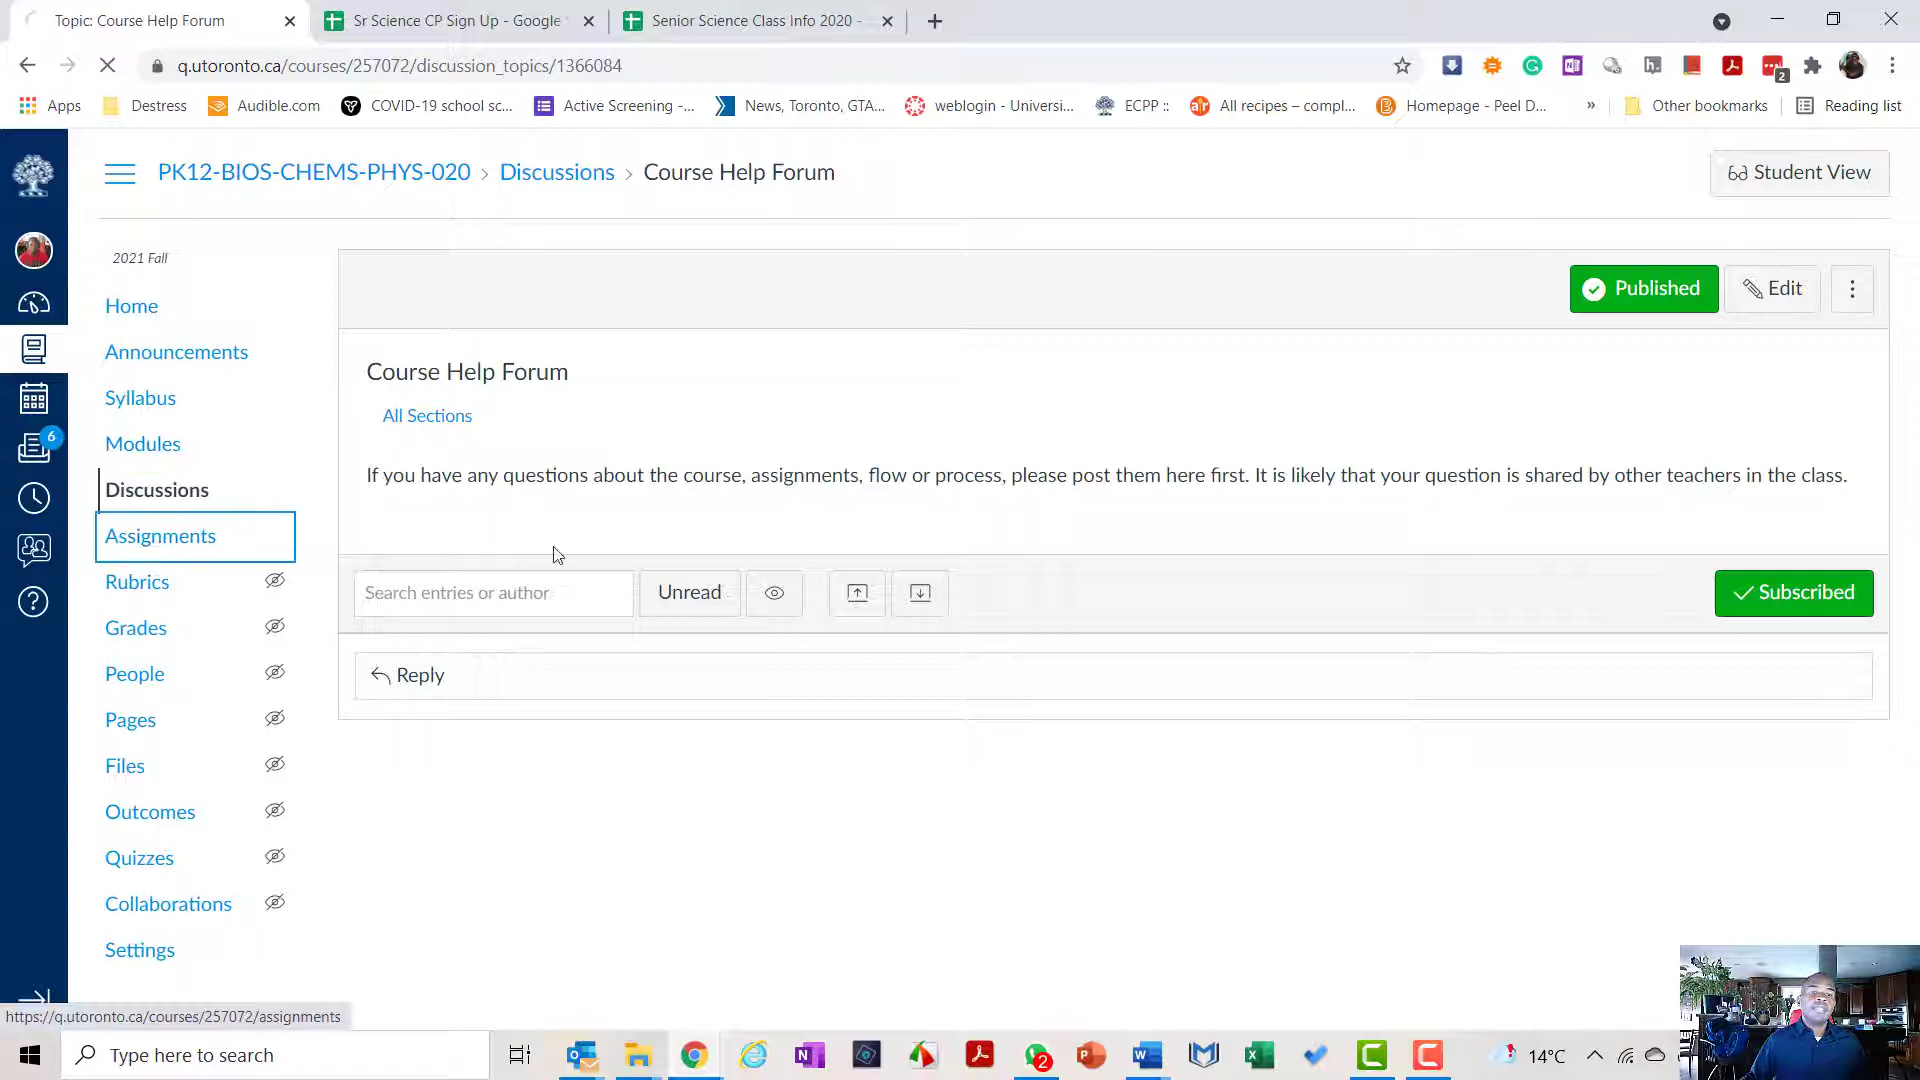 Topic: Course Help Forum
Sr Science CP Sign Up - Google
Senior Science Class Info 2020 -
q.utoronto.ca/courses/257072/discussion_topics/1366084
2
Apps
Destress
Audible.com
COVID-19 school sc...
Active Screening -...
News, Toronto, GTA...
weblogin - Universi...
ECPP ::
All recipes – compl...
Homepage - Peel D...
»
Other bookmarks
Reading list
PK12-BIOS-CHEMS-PHYS-020 › Discussions › Course Help Forum
Student View
2021 Fall
Home
Announcements
Syllabus
Modules
Discussions
Assignments
Rubrics
Grades
People
Pages
Files
Outcomes
Quizzes
Collaborations
Settings
6
Published
Edit
Course Help Forum
All Sections
If you have any questions about the course, assignments, flow or process, please post them here first. It is likely that your question is shared by other teachers in the class.
Search entries or author
Unread
Subscribed
Reply
https://q.utoronto.ca/courses/257072/assignments
Type here to search
2
14°C